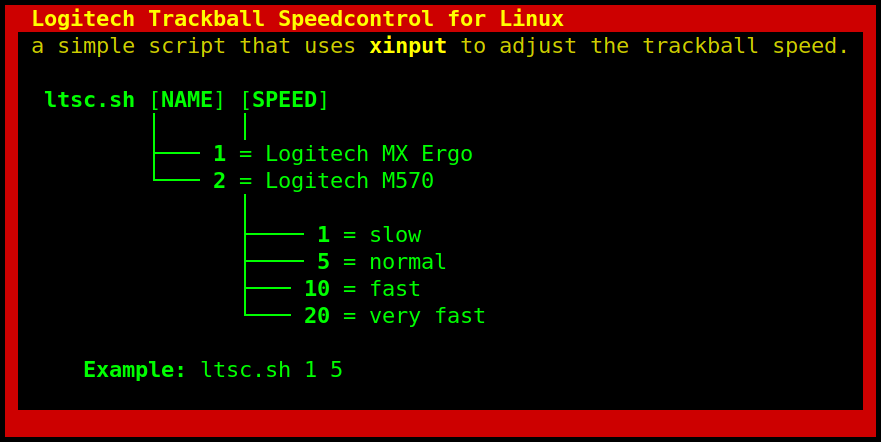 Logitech Trackball Speedcontrol for Linux
a simple script that uses xinput to adjust the trackball speed.
ltsc.sh [NAME] [SPEED]
1 = Logitech MX Ergo
2 = Logitech M570
1 = slow
5 = normal
10 = fast
20 = very fast
Example: ltsc.sh 1 5